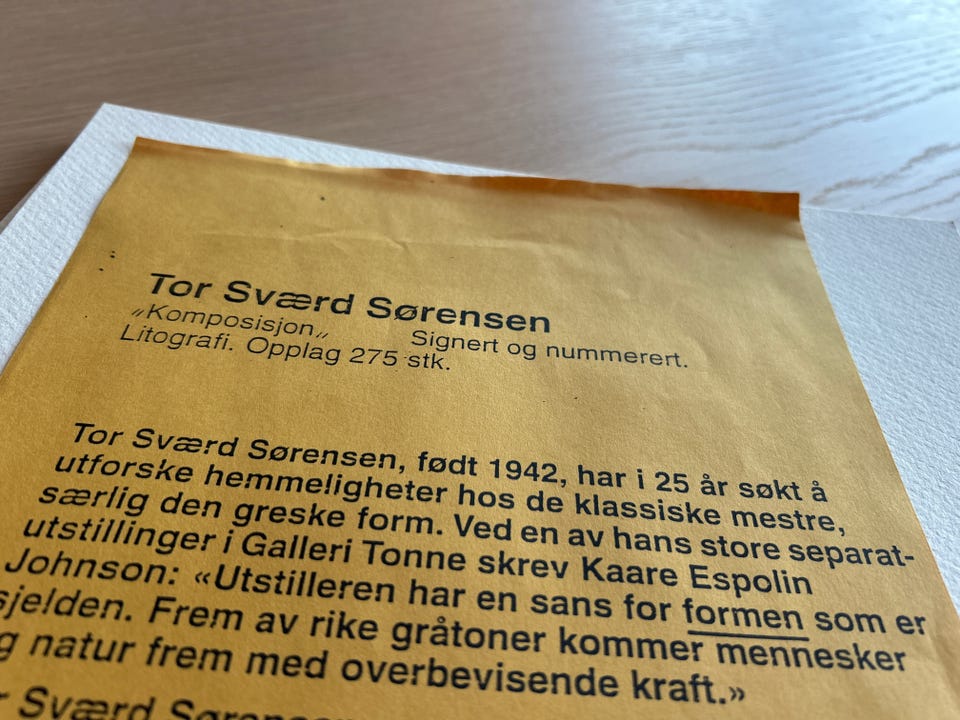 Tor Sværd Sørensen
„Komposisjon„ Signert og nummerert.
Litografi. Opplag 275 stk.
Tor Sværd Sørensen, født 1942, har i 25 år søkt å
utforske hemmeligheter hos de klassiske mestre,
særlig den greske form. Ved en av hans store separat-
utstillinger i Galleri Tonne skrev Kaare Espolin
Johnson: «Utstilleren har en sans for formen som er
sjelden. Frem av rike gråtoner kommer mennesker
og natur frem med overbevisende kraft.»
Sværd Sørensen